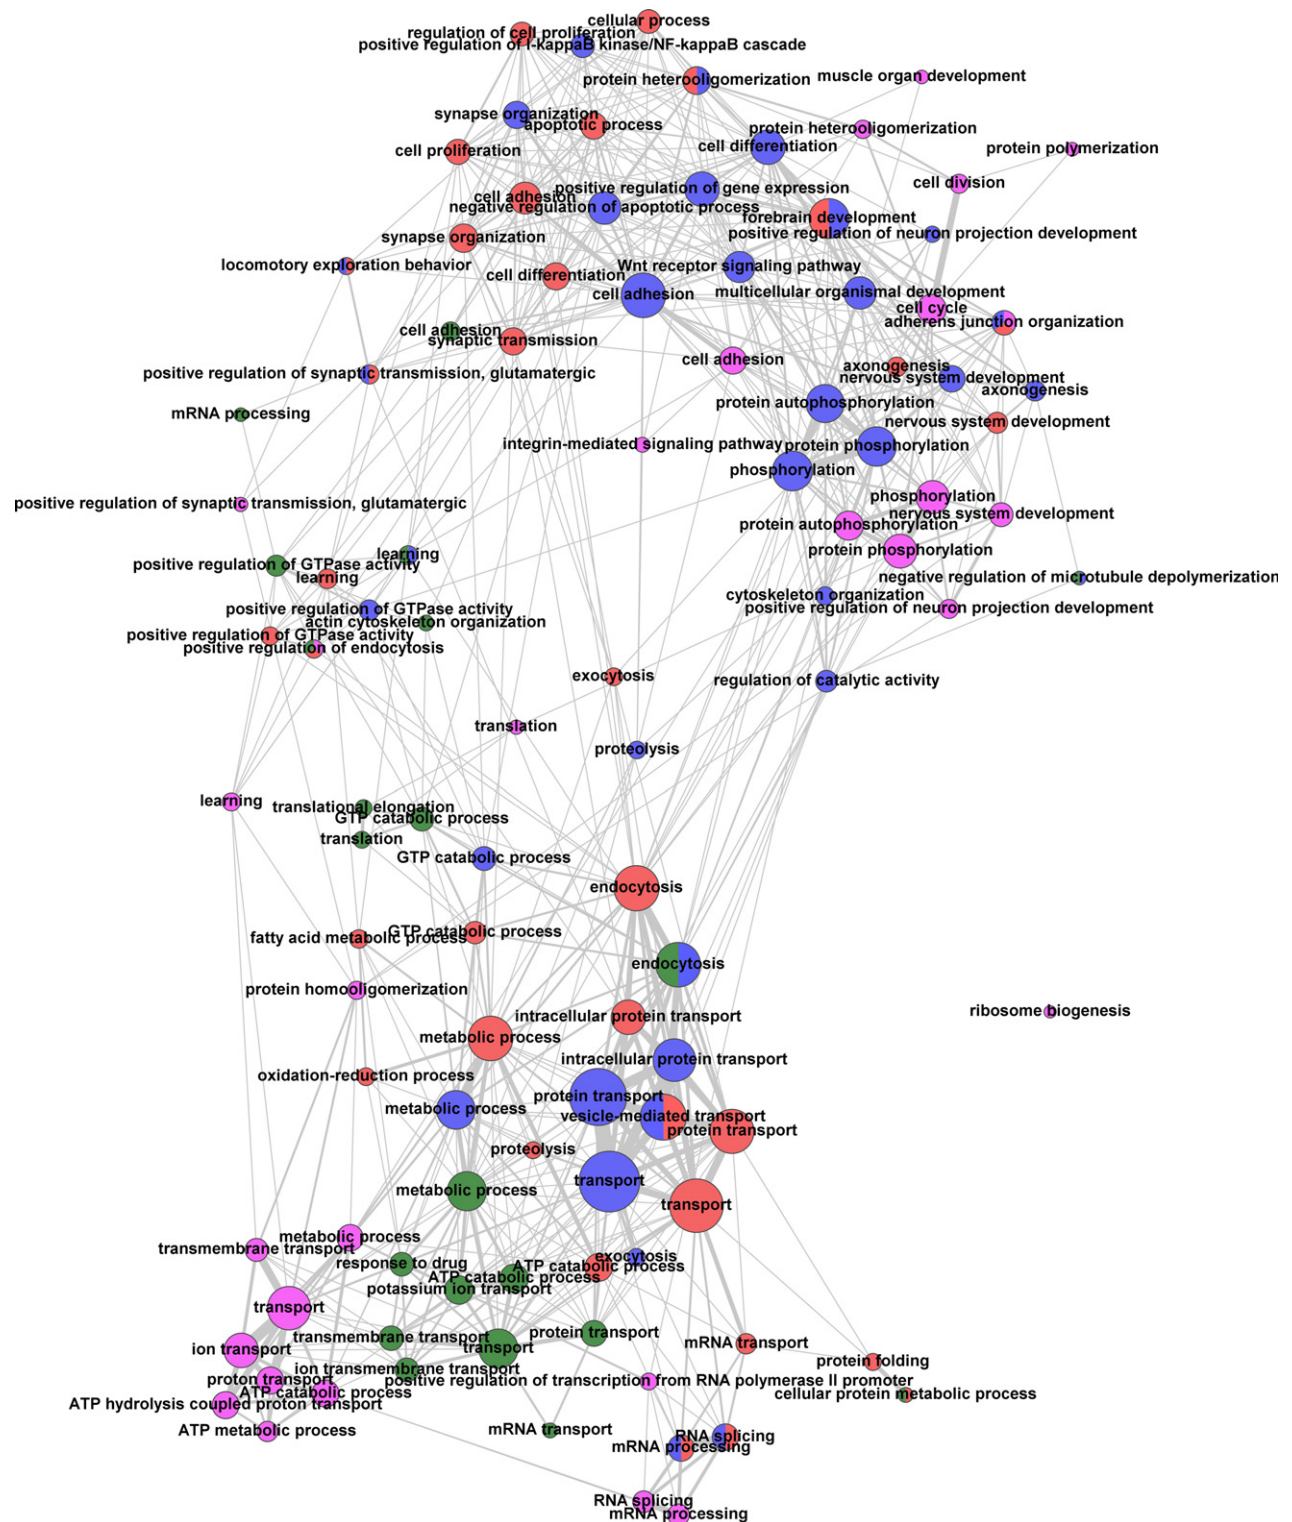 cellular process
regulation of cell proliferation
positive regulation of I-kappaB kinase/NF-kappaB cascade
muscle organ development
protein heterooligomerization
synapse organization
apoptotic process
protein heterooligomerization
cell differentiation
protein polymerization
cell proliferation
cell division
positive regulation of gene expression
cell adhesion
negative regulation of apoptotic process
forebrain development
positive regulation of neuron projection development
synapse organization
locomotory exploration behavior
Wnt receptor signaling pathway
cell differentiation
cell adhesion
multicellular organismal development
cell cycle
adherens junction organization
cell adhesion
synaptic transmission
cell adhesion
axonogenesis
positive regulation of synaptic transmission, glutamatergic
nervous system development
axonogenesis
protein autophosphorylation
mRNA processing
nervous system development
integrin-mediated signaling pathway
protein phosphorylation
phosphorylation
phosphorylation
positive regulation of synaptic transmission, glutamatergic
nervous system development
protein autophosphorylation
protein phosphorylation
learning
positive regulation of GTPase activity
learning
negative regulation of microtubule depolymerization
cytoskeleton organization
positive regulation of neuron projection development
positive regulation of GTPase activity
actin cytoskeleton organization
positive regulation of GTPase activity
positive regulation of endocytosis
exocytosis
regulation of catalytic activity
translation
proteolysis
learning
translational elongation
GTP catabolic process
translation
GTP catabolic process
endocytosis
GTP catabolic process
fatty acid metabolic process
endocytosis
protein homooligomerization
ribosome biogenesis
intracellular protein transport
metabolic process
intracellular protein transport
oxidation-reduction process
protein transport
metabolic process
vesicle-mediated transport
protein transport
proteolysis
transport
metabolic process
transport
metabolic process
transmembrane transport
exocytosis
response to drug
ATP catabolic process
ATP catabolic process
potassium ion transport
transport
protein transport
transmembrane transport
mRNA transport
ion transport
transport
protein folding
ion transmembrane transport
proton transport
positive regulation of transcription from RNA polymerase II promoter
ATP catabolic process
cellular protein metabolic process
ATP hydrolysis coupled proton transport
ATP metabolic process
mRNA transport
RNA splicing
mRNA processing
RNA splicing
mRNA processing